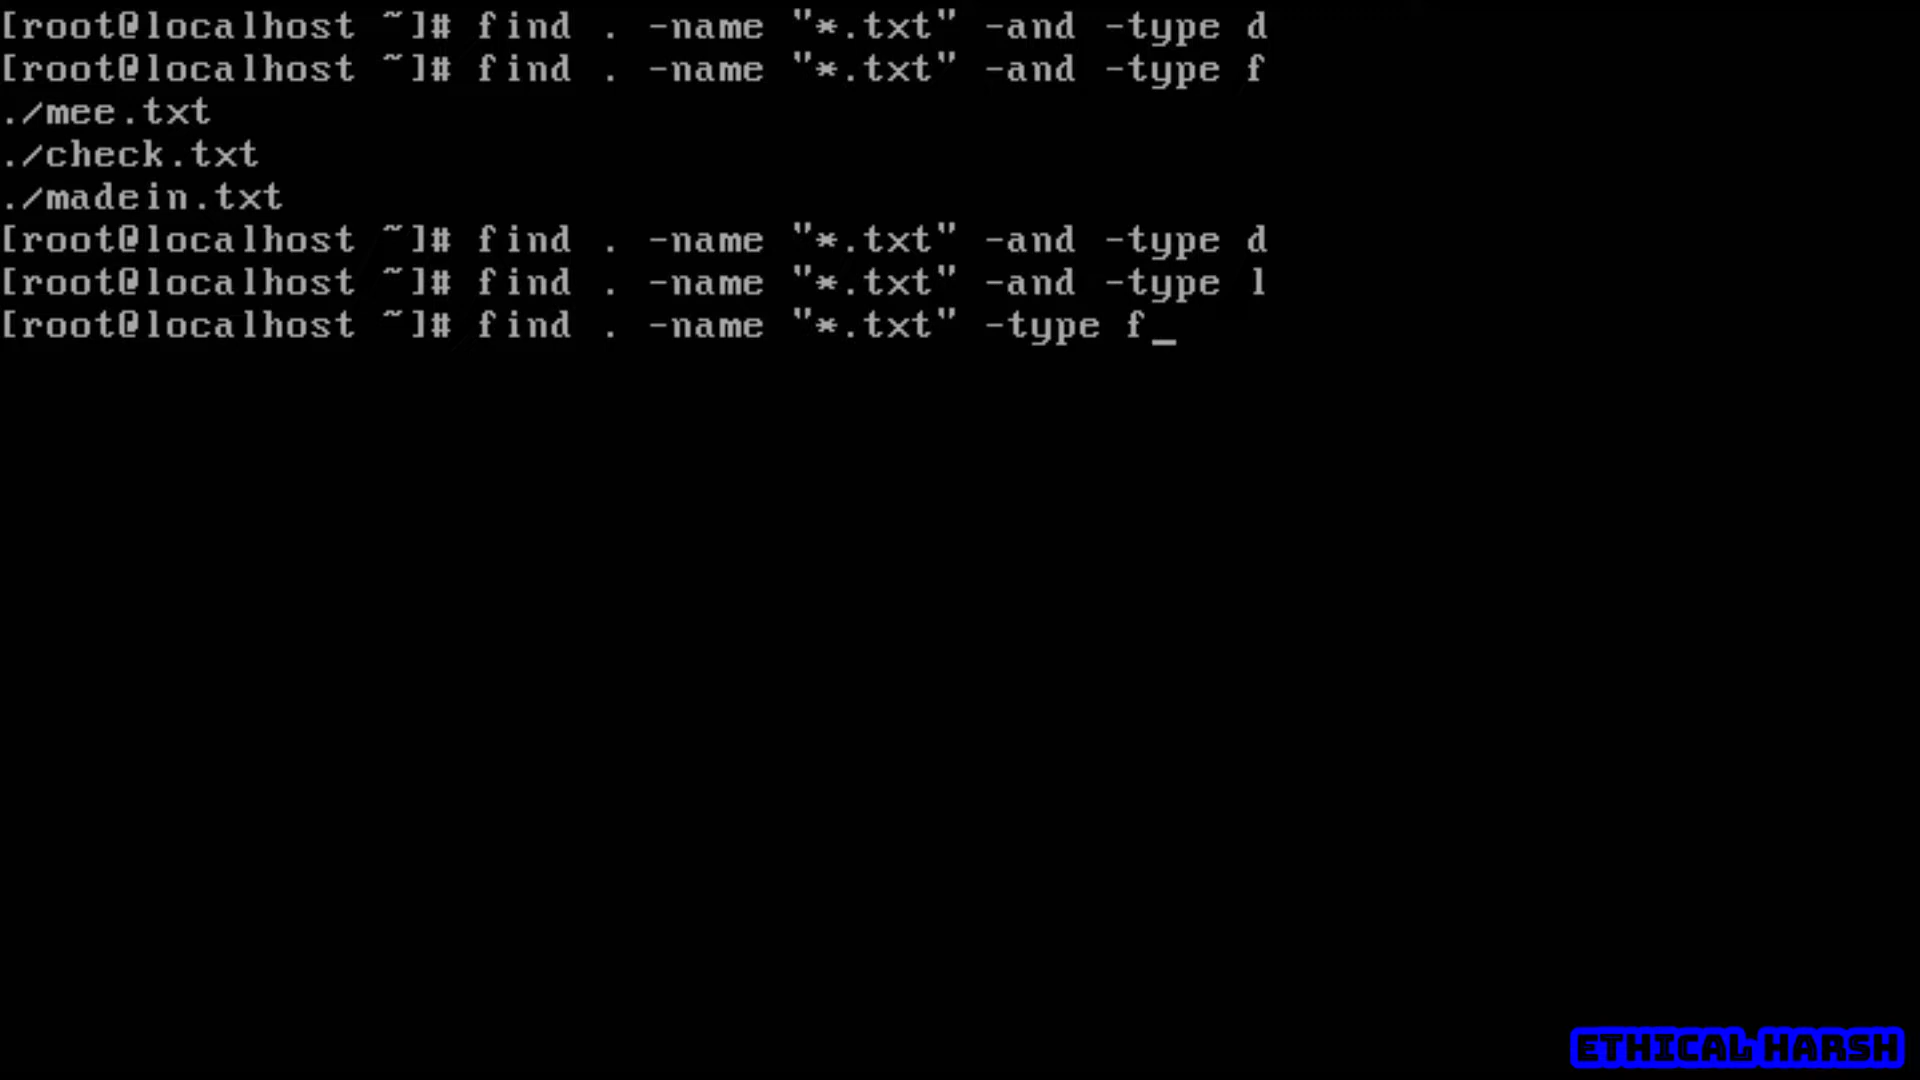 [root@localhost ~]# find . -name "*.txt" -and -type d
[root@localhost ~]# find . -name "*.txt" -and -type f
./mee.txt
./check.txt
./madein.txt
[root@localhost ~]# find . -name "*.txt" -and -type d
[root@localhost ~]# find . -name "*.txt" -and -type l
[root@localhost ~]# find . -name "*.txt" -type f_
ETHICAL HARSH